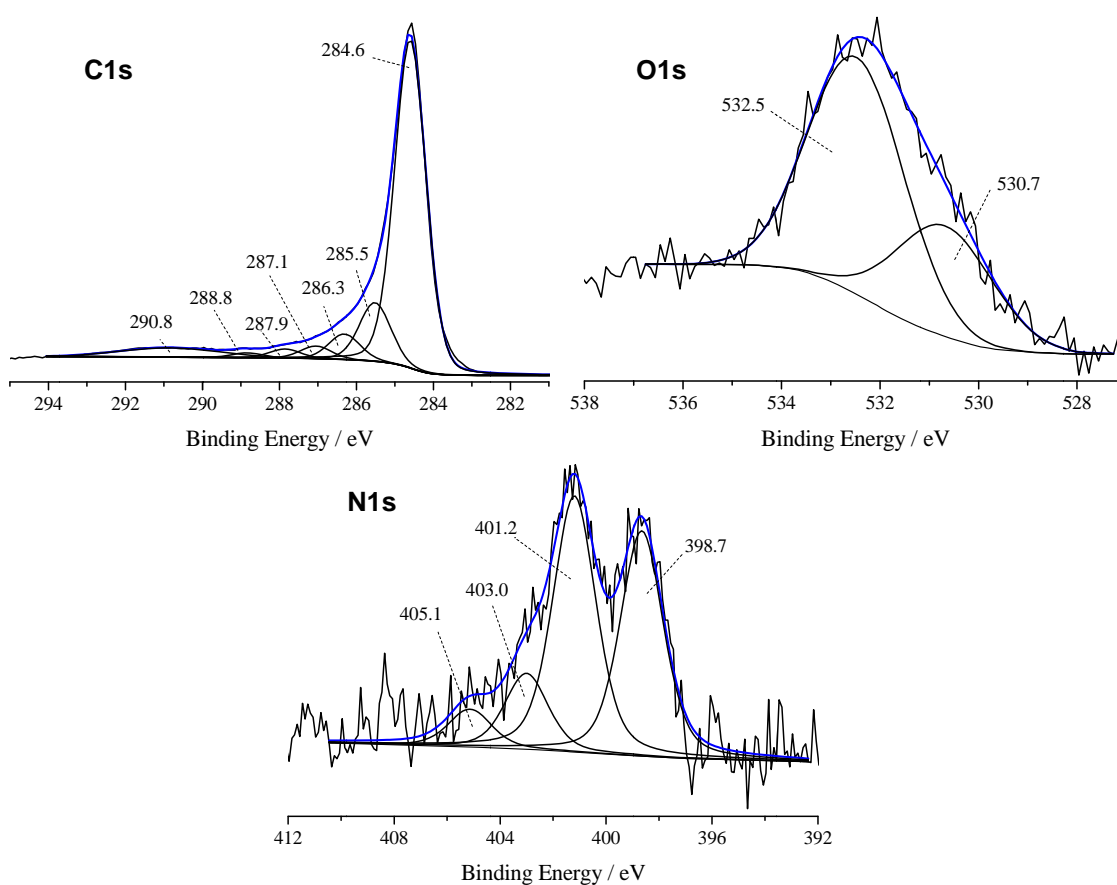 C1s
284.6
285.5
287.1
286.3
288.8
287.9
290.8
294 292 290 288 286 284 282
Binding Energy / eV
O1s
532.5
530.7
538 536 534 532 530 528
Binding Energy / eV
N1s
401.2
398.7
403.0
405.1
412 408 404 400 396 392
Binding Energy / eV